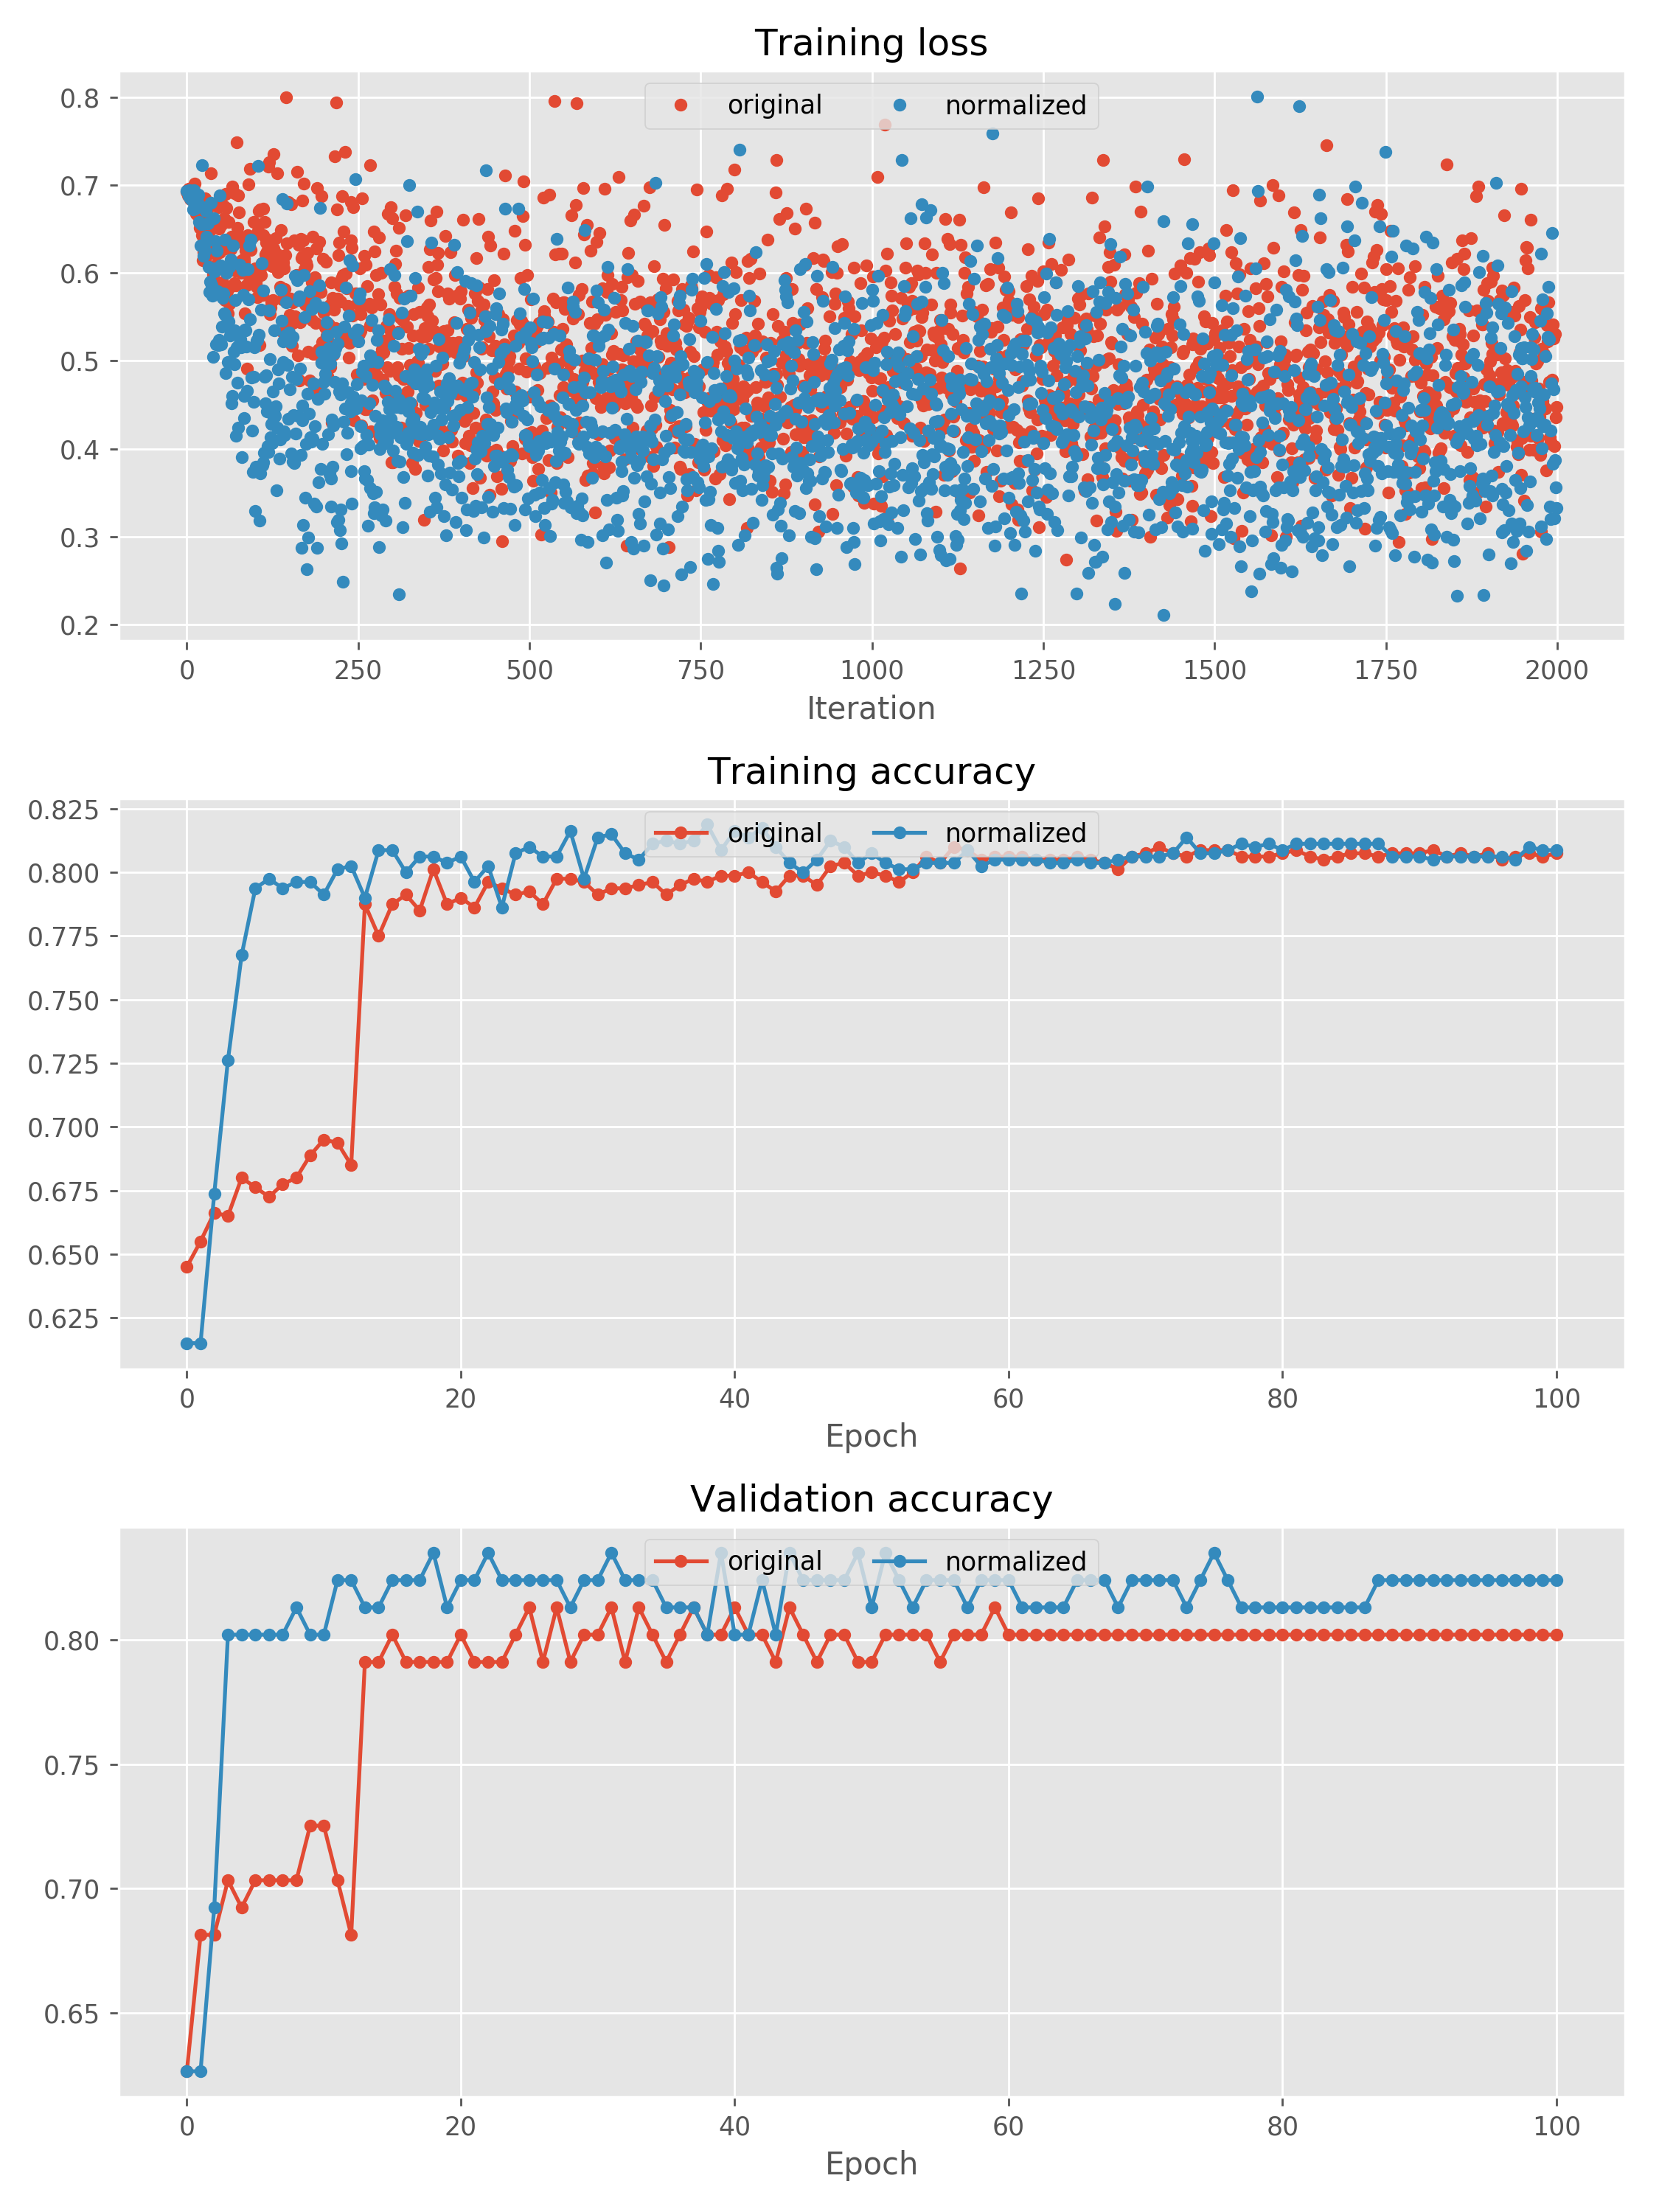 Training loss
original normalized
0.8
0.7
0.6
0.5
0.4
0.3
0.2
0 250 500 750 1000 1250 1500 1750 2000
Iteration
Training accuracy
original normalized
0.825
0.800
0.775
0.750
0.725
0.700
0.675
0.650
0.625
0 20 40 60 80 100
Epoch
Validation accuracy
original normalized
0.80
0.75
0.70
0.65
0 20 40 60 80 100
Epoch